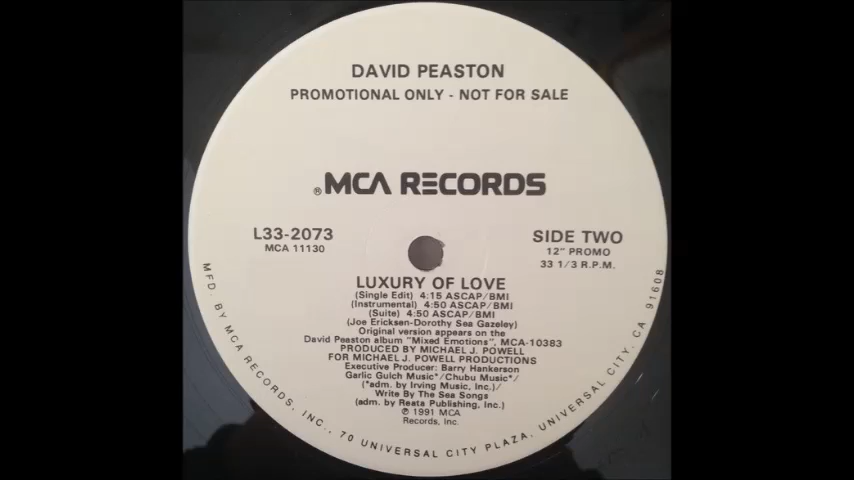 DAVID PEASTON
PROMOTIONAL ONLY - NOT FOR SALE
®MCA RECORDS
L33-2073
MCA 11130
SIDE TWO
12" PROMO
33 1/3 R.P.M.
LUXURY OF LOVE
(Single Edit) 4:15 ASCAP/BMI
(Instrumental) 4:50 ASCAP/BMI
(Suite) 4:50 ASCAP/BMI
(Joe Ericksen-Dorothy Sea Gazeley)
Original version appears on the
David Peaston album "Mixed Emotions", MCA-10383
PRODUCED BY MICHAEL J. POWELL
FOR MICHAEL J. POWELL PRODUCTIONS
Executive Producer: Barry Hankerson
Garlic Gulch Music*/Chubu Music*/
(*adm. by Irving Music, Inc.)/
Write By The Sea Songs
(adm. by Reata Publishing, Inc.)
℗ 1991 MCA
Records, Inc.
MFD. BY MCA RECORDS, INC., 70 UNIVERSAL CITY PLAZA, UNIVERSAL CITY, CA 91608